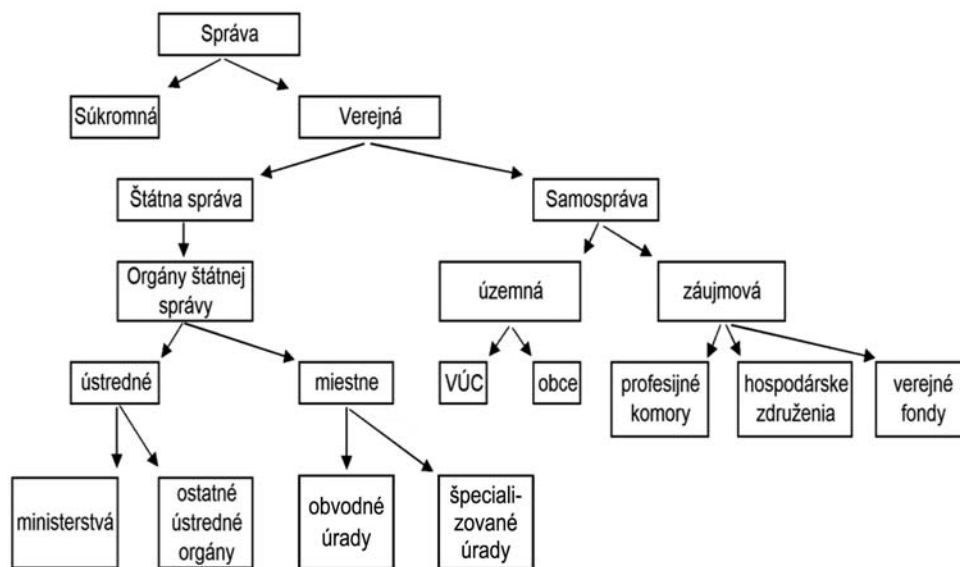 Správa
Súkromná
Verejná
Štátna správa
Samospráva
Orgány štátnej
správy
územná
záujmová
ústredné
miestne
VÚC
obce
profesijné
komory
hospodárske
združenia
verejné
fondy
ministerstvá
ostatné
ústredné
orgány
obvodné
úrady
špeciali-
zované
úrady